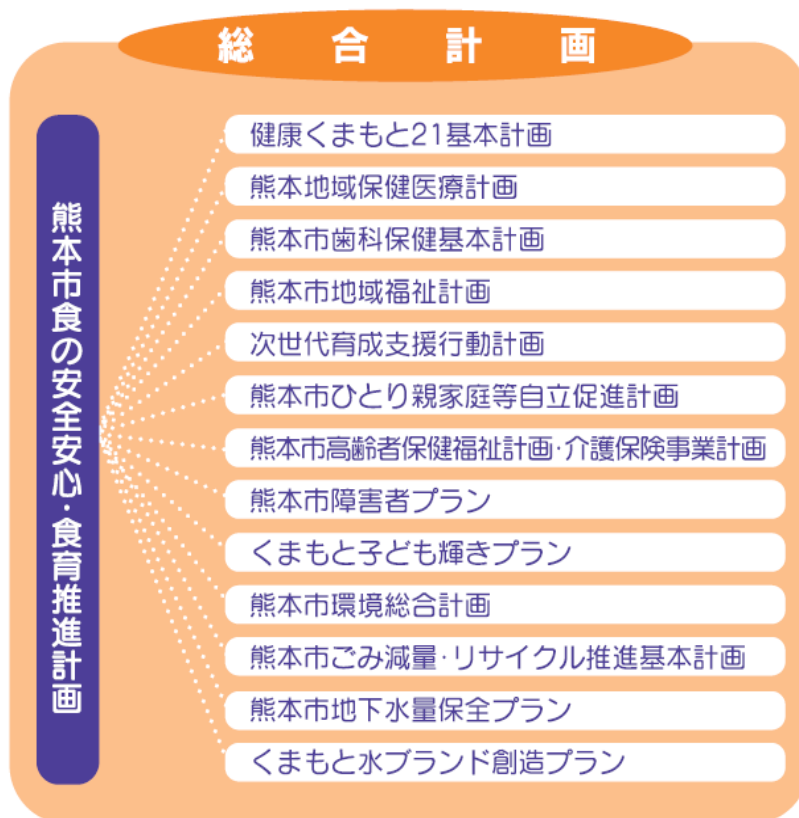 総合計画
熊本市食の安全安心・食育推進計画
健康くまもと21基本計画
熊本地域保健医療計画
熊本市歯科保健基本計画
熊本市地域福祉計画
次世代育成支援行動計画
熊本市ひとり親家庭等自立促進計画
熊本市高齢者保健福祉計画・介護保険事業計画
熊本市障害者プラン
くまもと子ども輝きプラン
熊本市環境総合計画
熊本市ごみ減量・リサイクル推進基本計画
熊本市地下水量保全プラン
くまもと水ブランド創造プラン